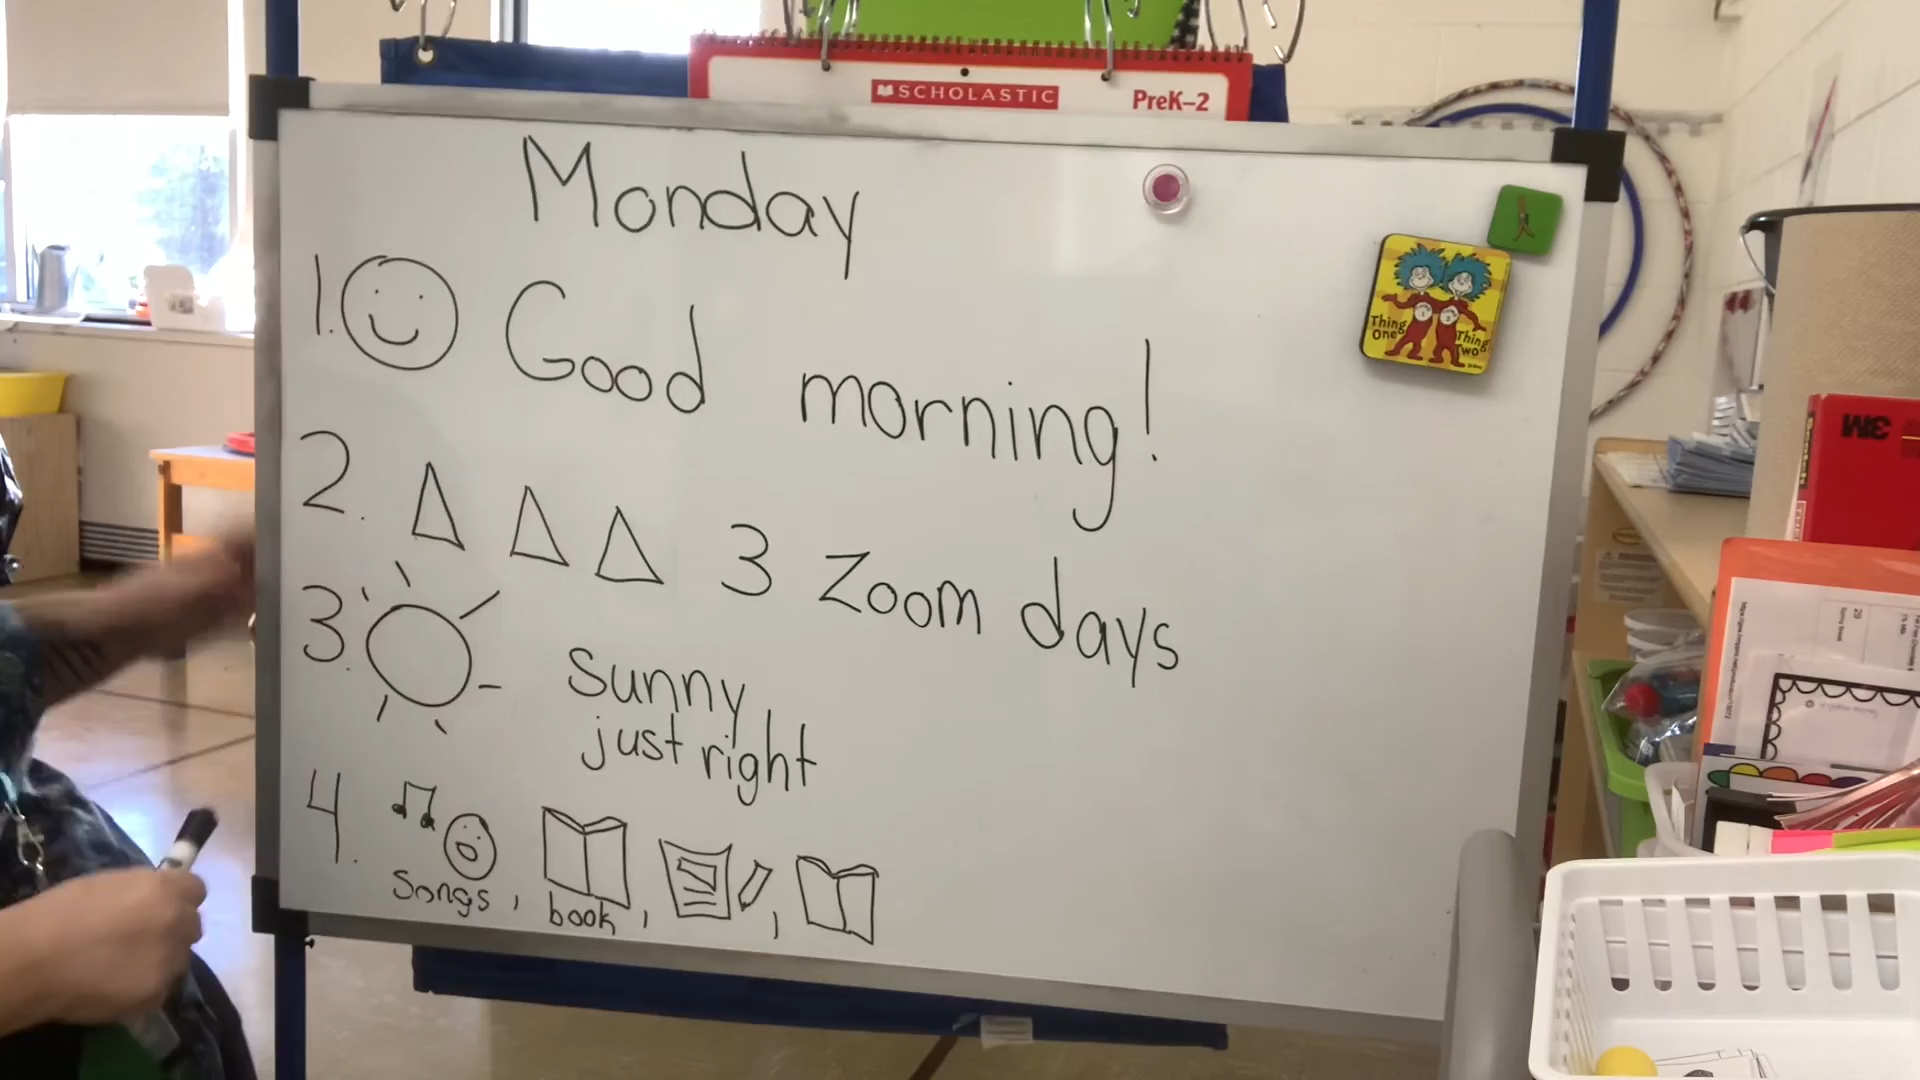 SCHOLASTIC PreK–2
Monday
1. Good morning!
2. 3 Zoom days
3. sunny
just right
4. songs, book, ,
Thing One
Thing Two
3M